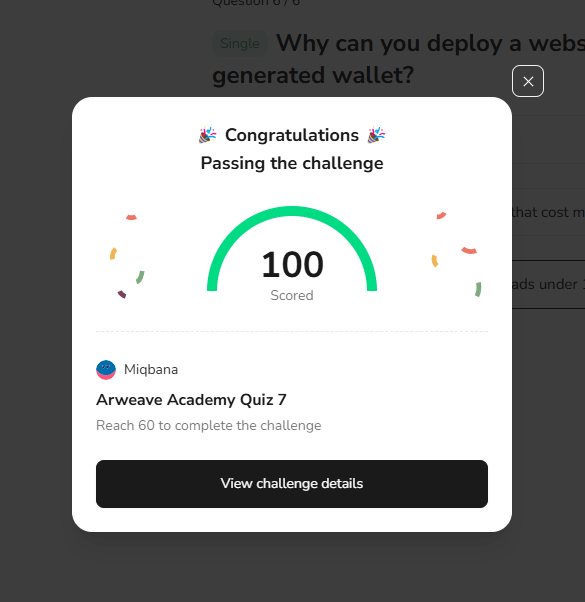 Question 6 / 6
Single Why can you deploy a webs
generated wallet?
Congratulations
Passing the challenge
that cost m
100
Scored
ads under
Miqbana
Arweave Academy Quiz 7
Reach 60 to complete the challenge
View challenge details